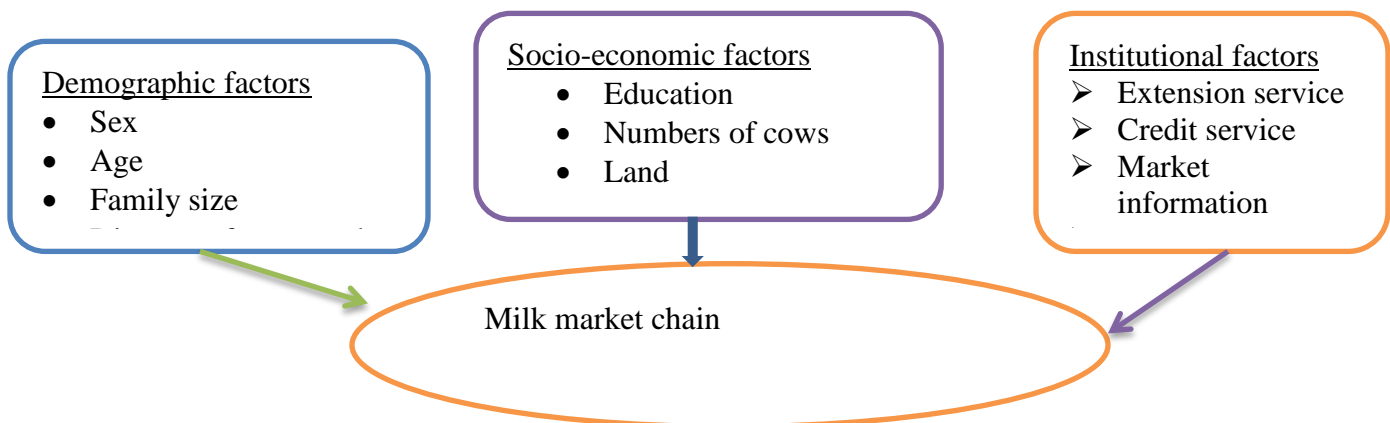 Demographic factors
• Sex
• Age
• Family size
Socio-economic factors
• Education
• Numbers of cows
• Land
Institutional factors
➢ Extension service
➢ Credit service
➢ Market
information
Milk market chain